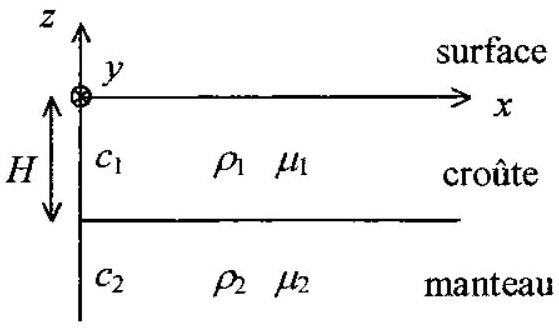 z
surface
y
x
H
c₁ ρ₁ μ₁ croûte
c₂ ρ₂ μ₂ manteau